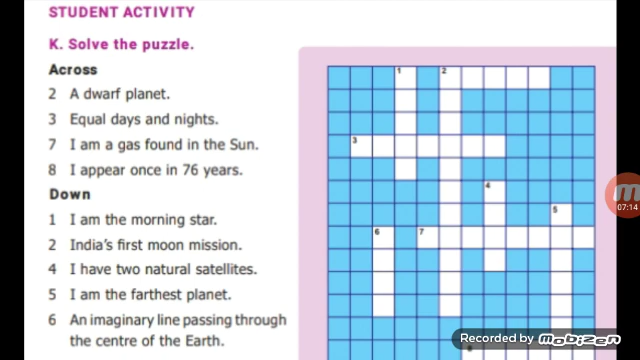 STUDENT ACTIVITY
K. Solve the puzzle.
Across
2 A dwarf planet.
3 Equal days and nights.
7 I am a gas found in the Sun.
8 I appear once in 76 years.
Down
1 I am the morning star.
2 India's first moon mission.
4 I have two natural satellites.
5 I am the farthest planet.
6 An imaginary line passing through
the centre of the Earth.
1 2
3
4
5
6 7
8
M
07:14
Recorded by mobizen